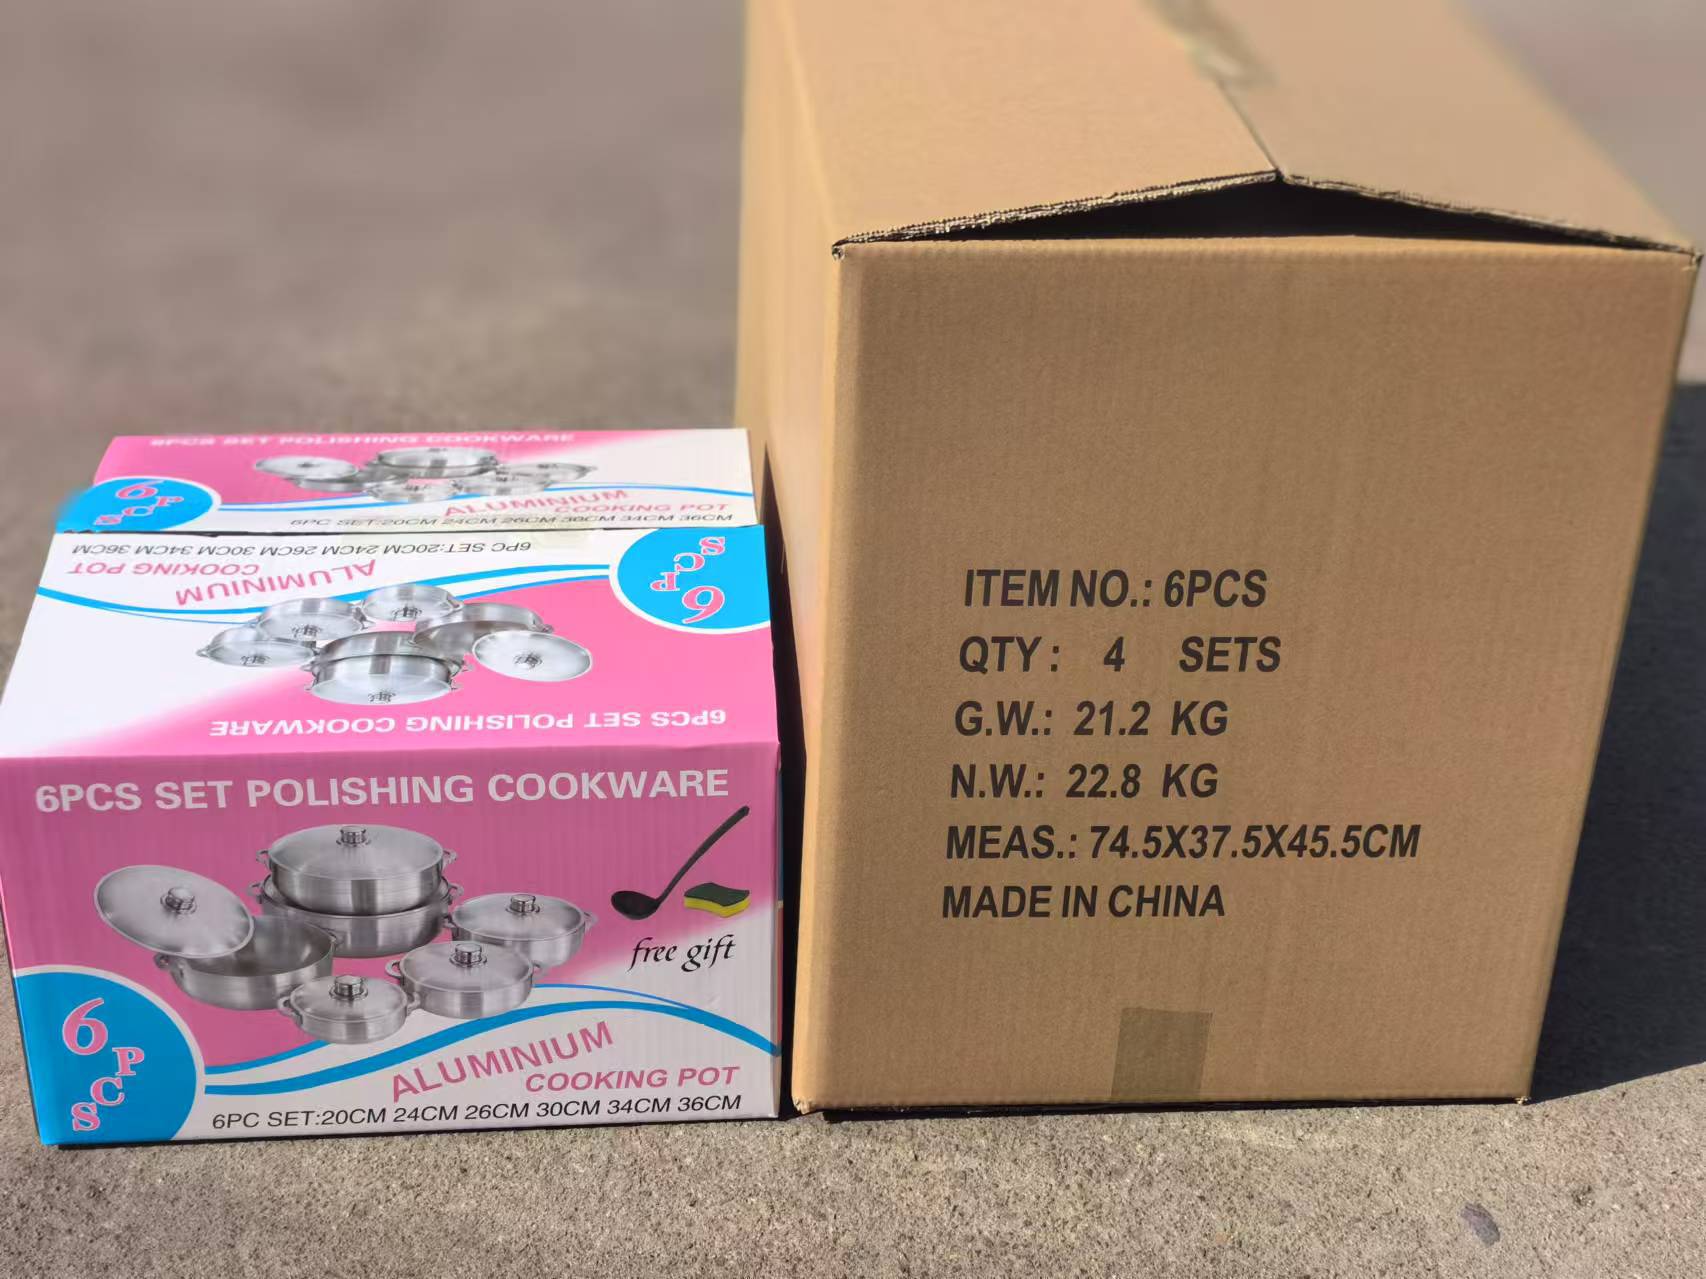 6PCS SET POLISHING COOKWARE
6
P
C
S
ALUMINIUM
COOKING POT
6PC SET:20CM 24CM 26CM 30CM 34CM 36CM
6PC SET:20CM 24CM 26CM 30CM 34CM 36CM
ALUMINIUM
COOKING POT
6
P
C
S
6PCS SET POLISHING COOKWARE
6PCS SET POLISHING COOKWARE
free gift
6
P
C
S
ALUMINIUM
COOKING POT
6PC SET:20CM 24CM 26CM 30CM 34CM 36CM
ITEM NO.: 6PCS
QTY : 4 SETS
G.W.: 21.2 KG
N.W.: 22.8 KG
MEAS.: 74.5X37.5X45.5CM
MADE IN CHINA